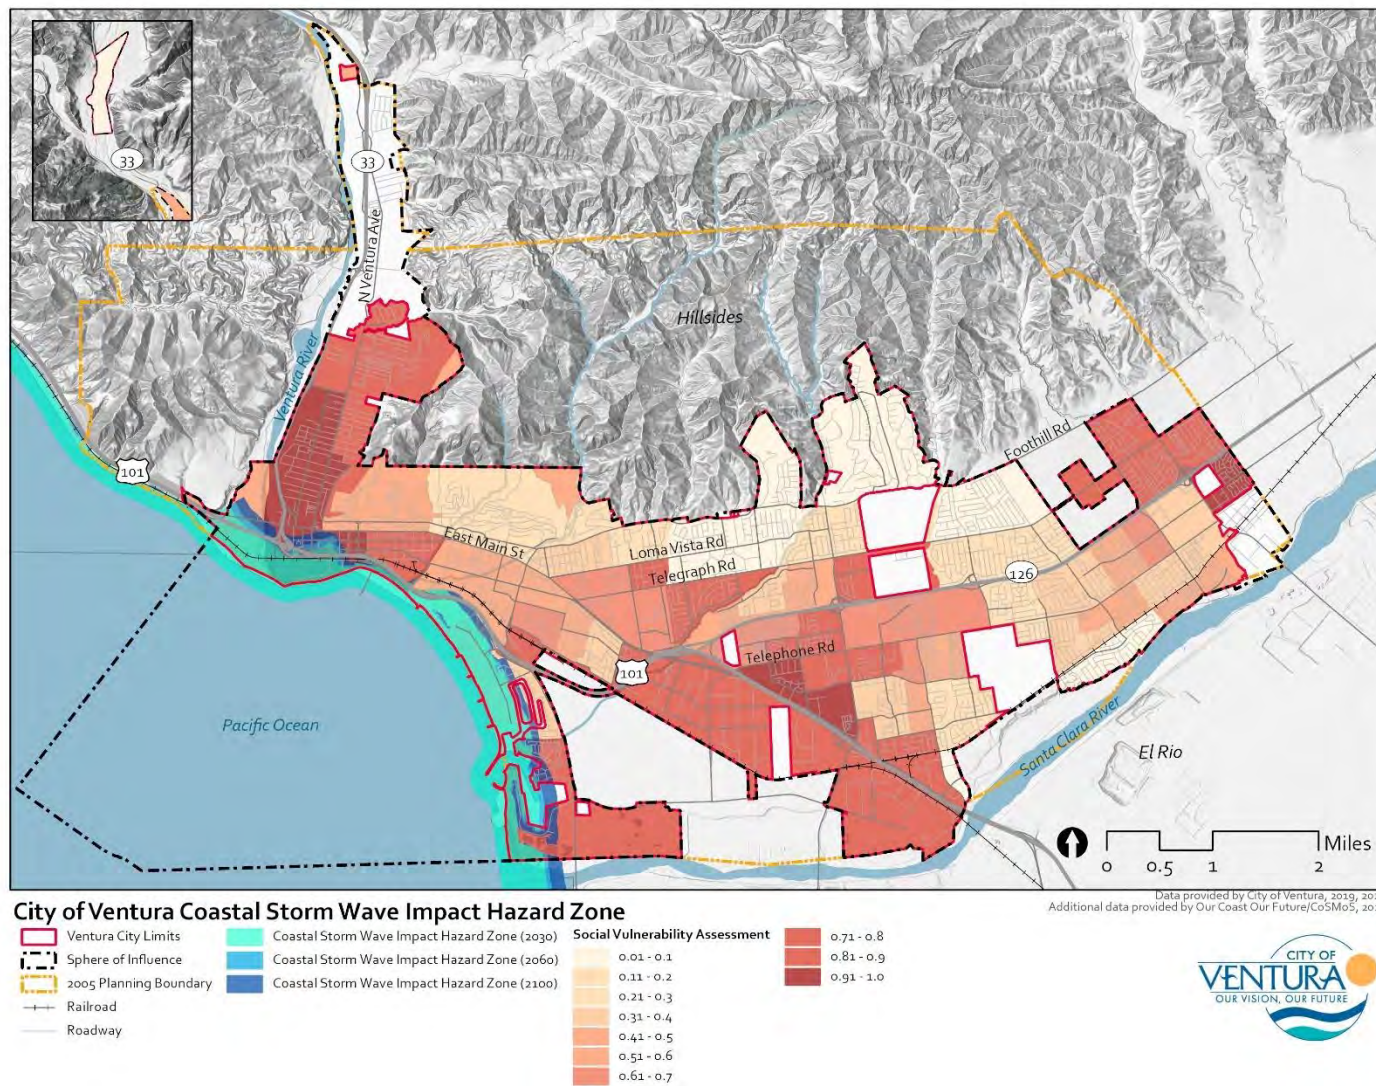 33
33
N Ventura Ave
Hillsides
Ventura River
101
Foothill Rd
East Main St
Loma Vista Rd
Telegraph Rd
126
Telephone Rd
101
Pacific Ocean
Santa Clara River
El Rio
Miles
0 0.5 1 2
Data provided by City of Ventura, 2019,
Additional data provided by Our Coast Our Future/CoSMoS,
City of Ventura Coastal Storm Wave Impact Hazard Zone
Ventura City Limits
Sphere of Influence
2005 Planning Boundary
Railroad
Roadway
Coastal Storm Wave Impact Hazard Zone (2030)
Coastal Storm Wave Impact Hazard Zone (2060)
Coastal Storm Wave Impact Hazard Zone (2100)
Social Vulnerability Assessment
0.01 - 0.1
0.11 - 0.2
0.21 - 0.3
0.31 - 0.4
0.41 - 0.5
0.51 - 0.6
0.61 - 0.7
0.71 - 0.8
0.81 - 0.9
0.91 - 1.0
CITY OF
VENTURA
OUR VISION, OUR FUTURE